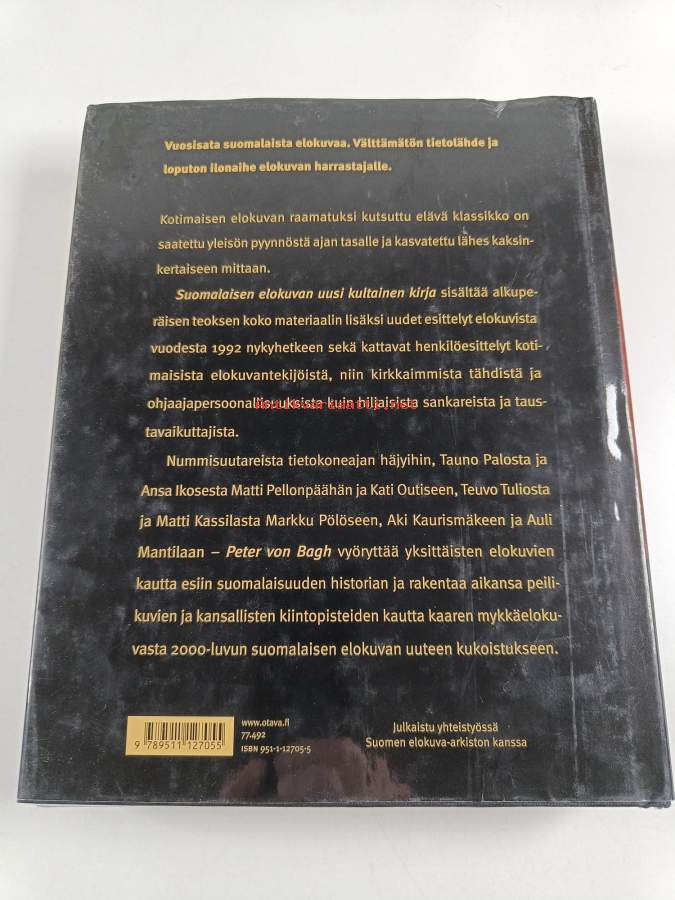 Vuosisata suomalaista elokuvaa. Välttämätön tietolähde ja
loputon ilonaihe elokuvan harrastajalle.
Kotimaisen elokuvan raamatuksi kutsuttu elävä klassikko on
saatettu yleisön pyynnöstä ajan tasalle ja kasvatettu lähes kaksin-
kertaiseen mittaan.
Suomalaisen elokuvan uusi kultainen kirja sisältää alkupe-
räisen teoksen koko materiaalin lisäksi uudet esittelyt elokuvista
vuodesta 1992 nykyhetkeen sekä kattavat henkilöesittelyt koti-
maisista elokuvantekijöistä, niin kirkkaimmista tähdistä ja
ohjaajapersoonallisuuksista kuin hiljaisista sankareista ja taus-
tavaikuttajista.
Nummisuutareista tietokoneajan häjyihin, Tauno Palosta ja
Ansa Ikosesta Matti Pellonpäähän ja Kati Outiseen, Teuvo Tuliosta
ja Matti Kassilasta Markku Pölöseen, Aki Kaurismäkeen ja Auli
Mantilaan – Peter von Bagh vyöryttää yksittäisten elokuvien
kautta esiin suomalaisuuden historian ja rakentaa aikansa peili-
kuvien ja kansallisten kiintopisteiden kautta kaaren mykkäeloku-
vasta 2000-luvun suomalaisen elokuvan uuteen kukoistukseen.
9 789511 127055
www.otava.fi
77.492
ISBN 951-1-12705-5
Julkaistu yhteistyössä
Suomen elokuva-arkiston kanssa